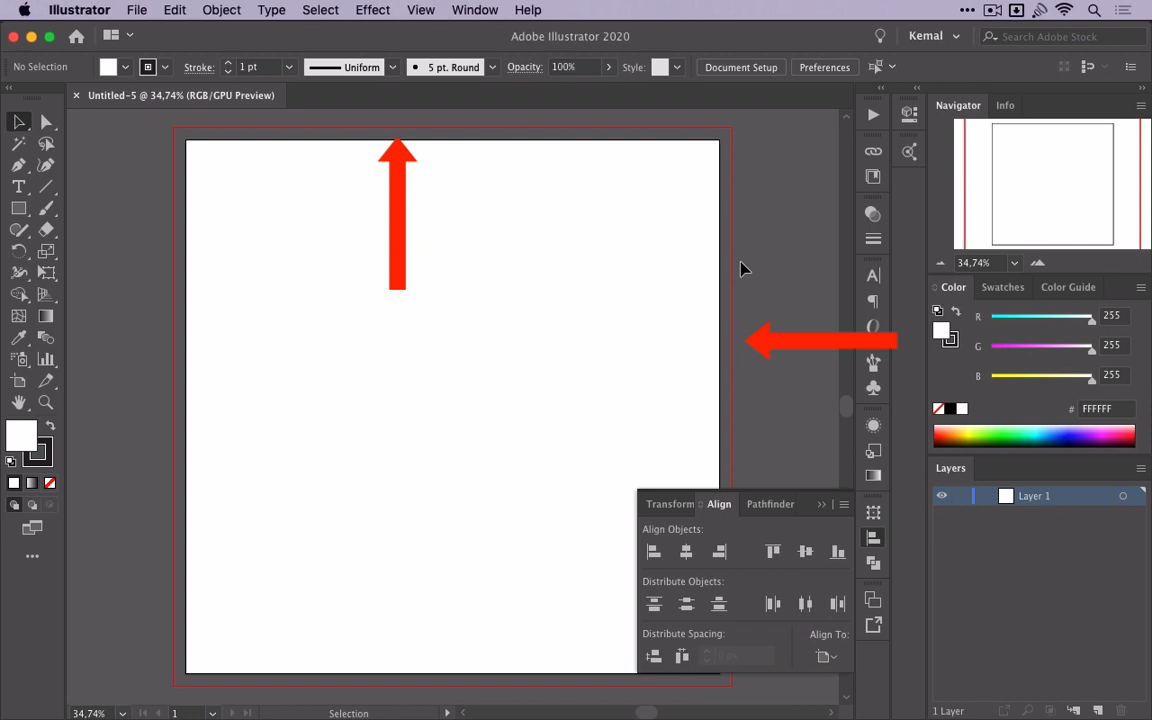 Illustrator File Edit Object Type Select Effect View Window Help
Adobe Illustrator 2020
Kemal
Search Adobe Stock
No Selection
Stroke:
1 pt
Uniform
5 pt. Round
Opacity:
100%
Style:
Document Setup
Preferences
Untitled-5 @ 34,74% (RGB/GPU Preview)
Navigator
Info
34,74%
Color
Swatches
Color Guide
R
255
G
255
B
255
#
FFFFFF
Layers
Layer 1
Transform
Align
Pathfinder
Align Objects:
Distribute Objects:
Distribute Spacing:
Align To:
34,74%
1
Selection
1 Layer